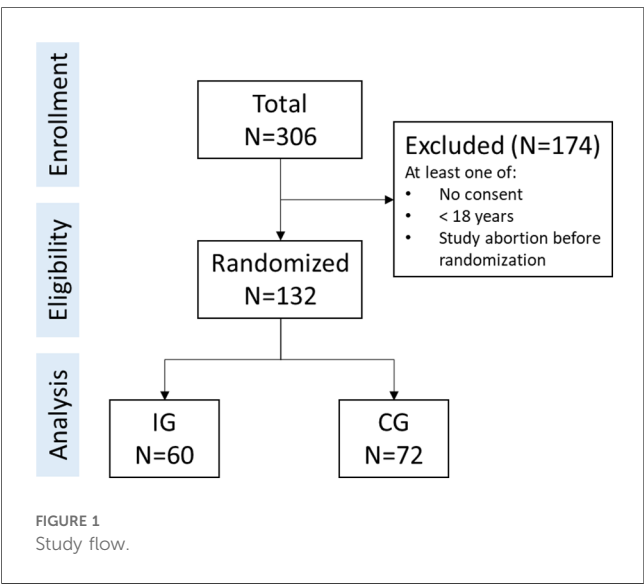 Enrollment
Total
N=306
Excluded (N=174)
At least one of:
• No consent
• < 18 years
• Study abortion before
randomization
Eligibility
Randomized
N=132
Analysis
IG
N=60
CG
N=72
FIGURE 1
Study flow.